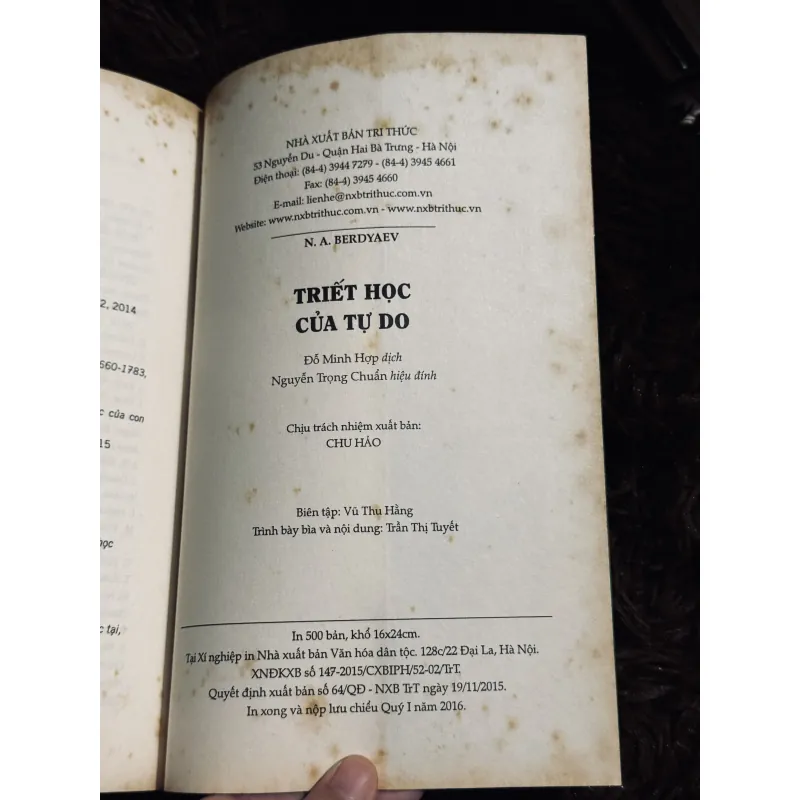 2, 2014
560-1783,
c của con
15
học
c tại,
NHÀ XUẤT BẢN TRI THỨC
53 Nguyễn Du - Quận Hai Bà Trưng - Hà Nội
Điện thoại: (84-4) 3944 7279 - (84-4) 3945 4661
Fax: (84-4) 3945 4660
E-mail: lienhe@nxbtrithuc.com.vn
Website: www.nxbtrithuc.com.vn - www.nxbtrithuc.vn
N. A. BERDYAEV
TRIẾT HỌC
CỦA TỰ DO
Đỗ Minh Hợp dịch
Nguyễn Trọng Chuẩn hiệu đính
Chịu trách nhiệm xuất bản:
CHU HẢO
Biên tập: Vũ Thu Hằng
Trình bày bìa và nội dung: Trần Thị Tuyết
In 500 bản, khổ 16x24cm.
Tại Xí nghiệp in Nhà xuất bản Văn hóa dân tộc. 128c/22 Đại La, Hà Nội.
XNĐKXB số 147-2015/CXBIPH/52-02/TrT.
Quyết định xuất bản số 64/QĐ - NXB TrT ngày 19/11/2015.
In xong và nộp lưu chiểu Quý I năm 2016.